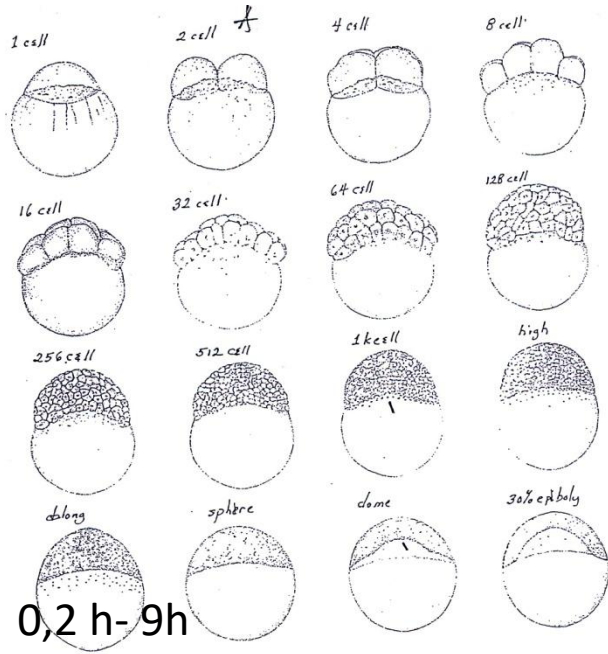 1 cell
2 cell
4 cell
8 cell
16 cell
32 cell
64 cell
128 cell
256 cell
512 cell
1k cell
high
oblong
sphere
dome
30% epiboly
0,2 h- 9h